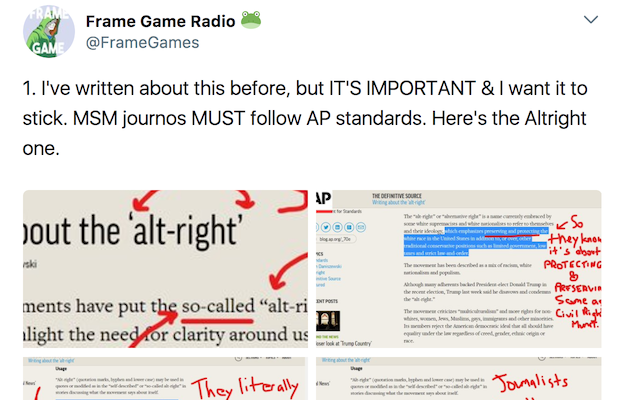 FRAME
GAME
Frame Game Radio
@FrameGames
1. I've written about this before, but IT'S IMPORTANT & I want it to
stick. MSM journos MUST follow AP standards. Here's the Altright
one.
out the 'alt-right'
ski
ments have put the so-called "alt-ri
light the need for clarity around us
AP
THE DEFINITIVE SOURCE
Writing about the 'alt-right'
for Standards
blog.ap.org/
The "alt-right" or "alternative right" is a name currently embraced by
some white supremacists and white nationalists to refer to themselves
and their ideology, which emphasizes preserving and protecting the
white race in the United States in addition to, or over, other
traditional conservative positions such as limited government, low
taxes and strict law and order.
The movement has been described as a mix of racism, white
nationalism and populism.
Although many adherents backed President-elect Donald Trump in
the recent election, Trump last week said he disavows and condemns
the "alt-right."
The movement criticizes "multiculturalism" and more rights for non-
whites, women, Jews, Muslims, gays, immigrants and other minorities.
Its members reject the American democratic ideal that all should have
equality under the law regardless of creed, gender, ethnic origin or
race.
ENT POSTS
ser look at 'Trump Country'
So
they know
it's about
PROTECTING
&
PRESERVING
Same as
Civil Right
Mvmt.
Writing about the 'alt-right'
Usage
"Alt-right" (quotation marks, hyphen and lower case) may be used in
quotes or modified as in the "self-described" or "so-called alt-right" in
stories discussing what the movement says about itself.
They literally
Writing about the 'alt-right'
Usage
"Alt-right" (quotation marks, hyphen and lower case) may be used in
quotes or modified as in the "self-described" or "so-called alt-right" in
stories discussing what the movement says about itself.
Journalists